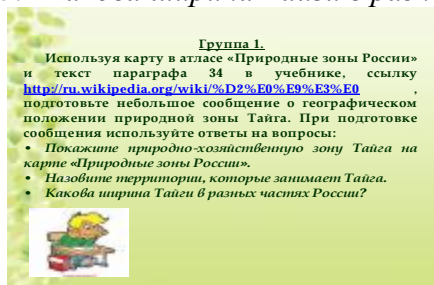 Группа 1.
Используя карту в атласе «Природные зоны России»
и текст параграфа 34 в учебнике, ссылку
http://ru.wikipedia.org/wiki/%D2%E0%E9%E3%E0 ,
подготовьте небольшое сообщение о географическом
положении природной зоны Тайга. При подготовке
сообщения используйте ответы на вопросы:
• Покажите природно-хозяйственную зону Тайга на
карте «Природные зоны России».
• Назовите территории, которые занимает Тайга.
• Какова ширина Тайги в разных частях России?